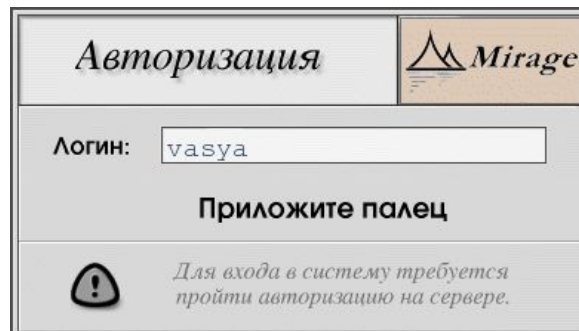 Авторизация
Mirage
Логин: vasya
Приложите палец
Для входа в систему требуется
пройти авторизацию на сервере.